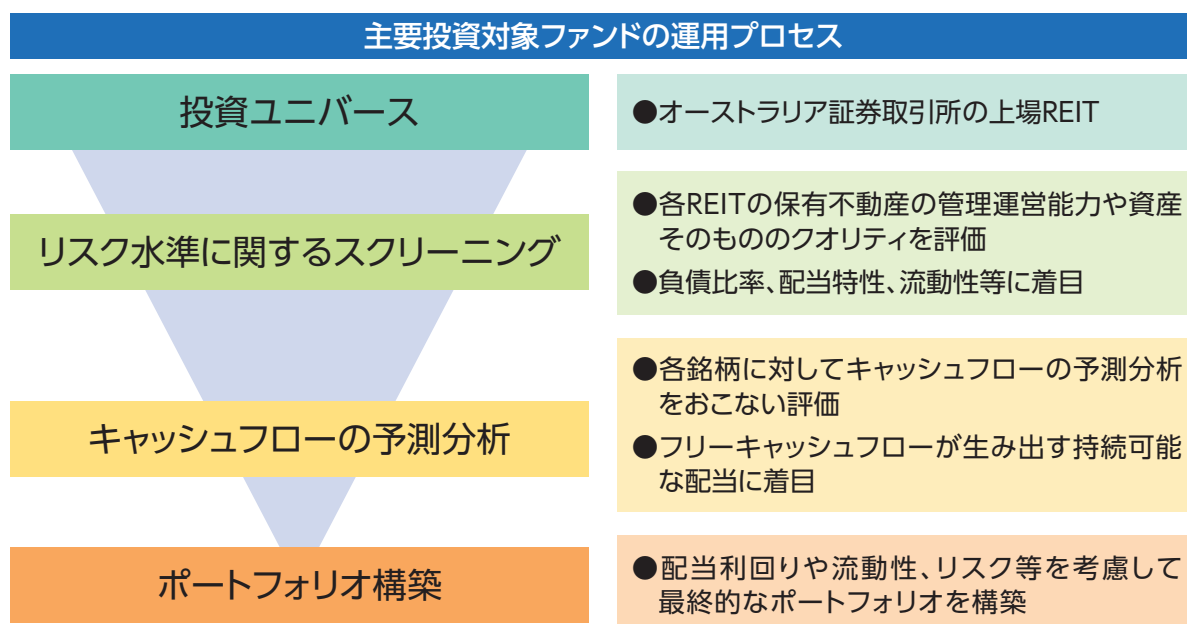 主要投資対象ファンドの運用プロセス
投資ユニバース
●オーストラリア証券取引所の上場REIT
リスク水準に関するスクリーニング
●各REITの保有不動産の管理運営能力や資産
そのもののクオリティを評価
●負債比率、配当特性、流動性等に着目
キャッシュフローの予測分析
●各銘柄に対してキャッシュフローの予測分析
をおこない評価
●フリーキャッシュフローが生み出す持続可能
な配当に着目
ポートフォリオ構築
●配当利回りや流動性、リスク等を考慮して
最終的なポートフォリオを構築